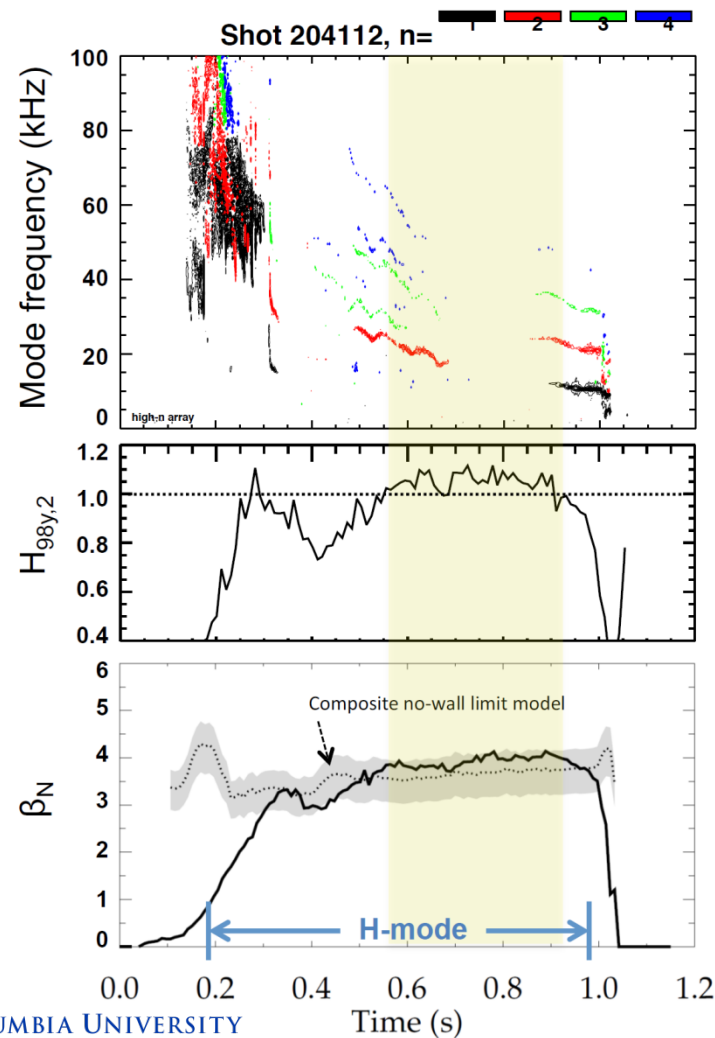 1 2 3 4
Shot 204112, n=
Mode frequency (kHz)
100
80
60
40
20
0
high-n array
H98y,2
1.2
1.0
0.8
0.6
0.4
βN
6
5
4
3
2
1
0
Composite no-wall limit model
H-mode
0.0 0.2 0.4 0.6 0.8 1.0 1.2
Time (s)
UMBIA UNIVERSITY